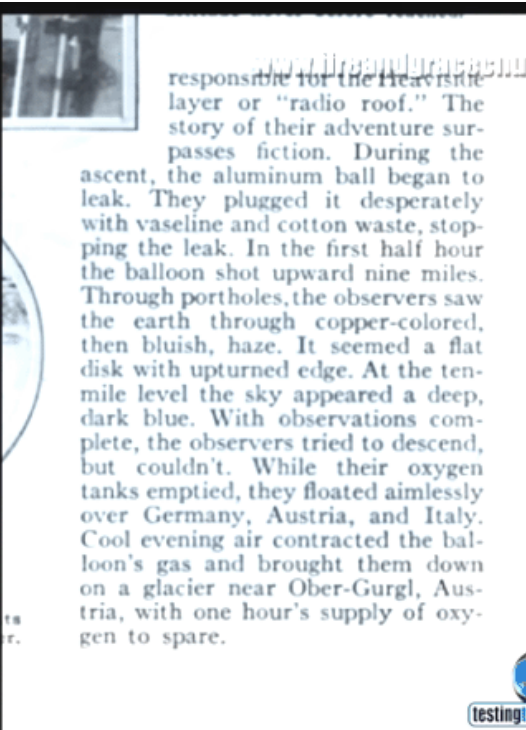 responsible for the Heaviside
layer or "radio roof." The
story of their adventure sur-
passes fiction. During the
ascent, the aluminum ball began to
leak. They plugged it desperately
with vaseline and cotton waste, stop-
ping the leak. In the first half hour
the balloon shot upward nine miles.
Through portholes, the observers saw
the earth through copper-colored,
then bluish, haze. It seemed a flat
disk with upturned edge. At the ten-
mile level the sky appeared a deep,
dark blue. With observations com-
plete, the observers tried to descend,
but couldn't. While their oxygen
tanks emptied, they floated aimlessly
over Germany, Austria, and Italy.
Cool evening air contracted the bal-
loon's gas and brought them down
on a glacier near Ober-Gurgl, Aus-
tria, with one hour's supply of oxy-
gen to spare.
ts
r.
testing